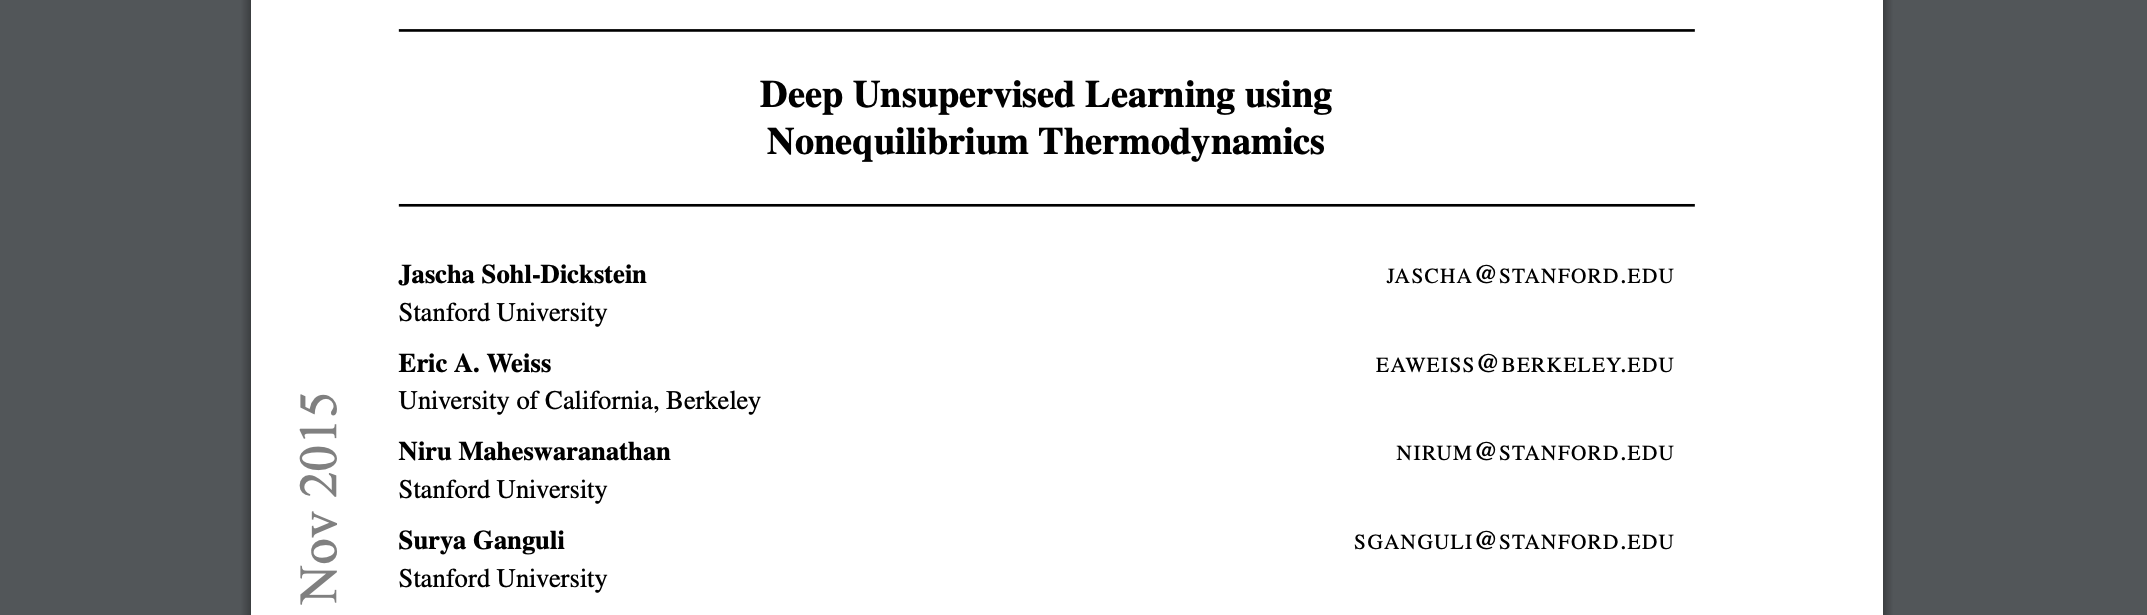 Deep Unsupervised Learning using
Nonequilibrium Thermodynamics
Jascha Sohl-Dickstein JASCHA@STANFORD.EDU
Stanford University
Eric A. Weiss EAWEISS@BERKELEY.EDU
University of California, Berkeley
Niru Maheswaranathan NIRUM@STANFORD.EDU
Stanford University
Surya Ganguli SGANGULI@STANFORD.EDU
Stanford University
Nov 2015